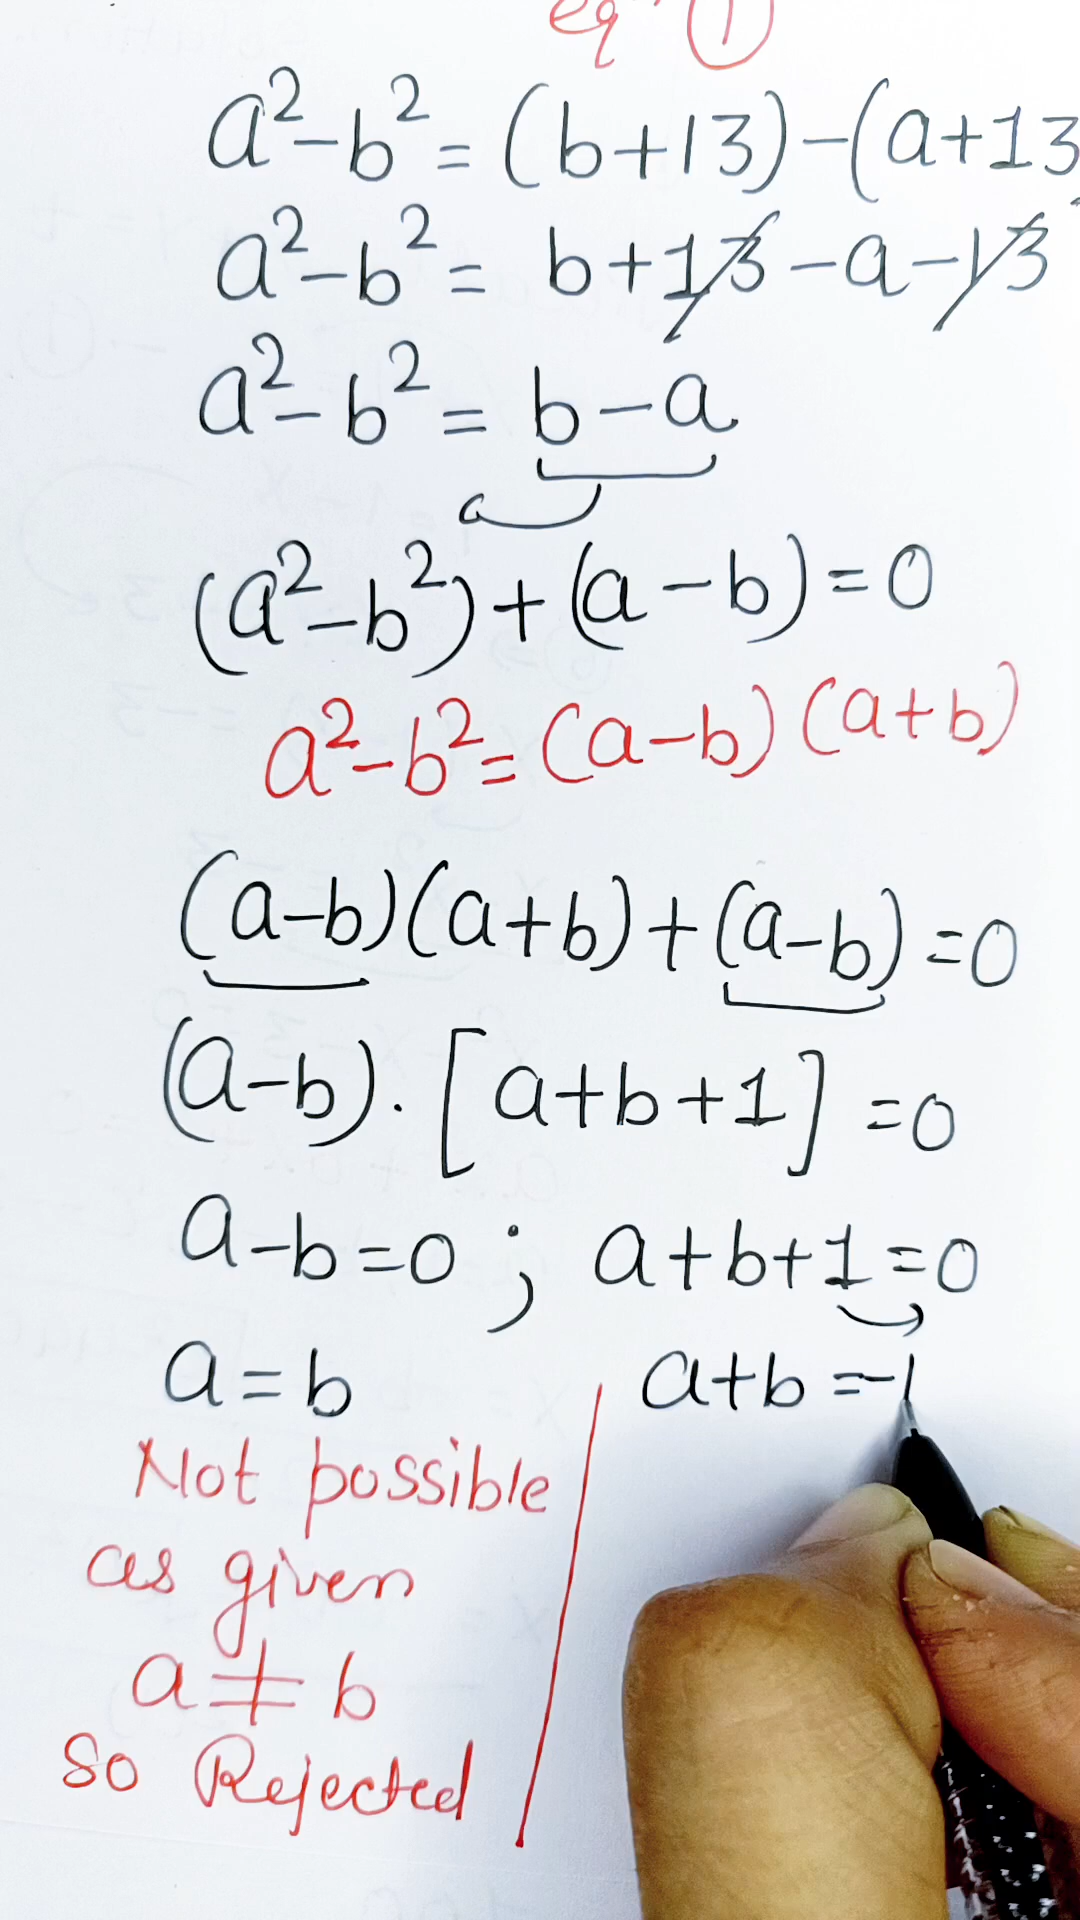 eqⁿ ①
a²-b² = (b+13)-(a+13
a²-b² = b+13-a-13
a²-b² = b-a
(a²-b²)+(a-b)=0
a²-b²=(a-b)(a+b)
(a-b)(a+b)+(a-b)=0
(a-b).[a+b+1]=0
a-b=0 ; a+b+1=0
a=b
a+b=-1
Not possible
as given
a≠b
So Rejected